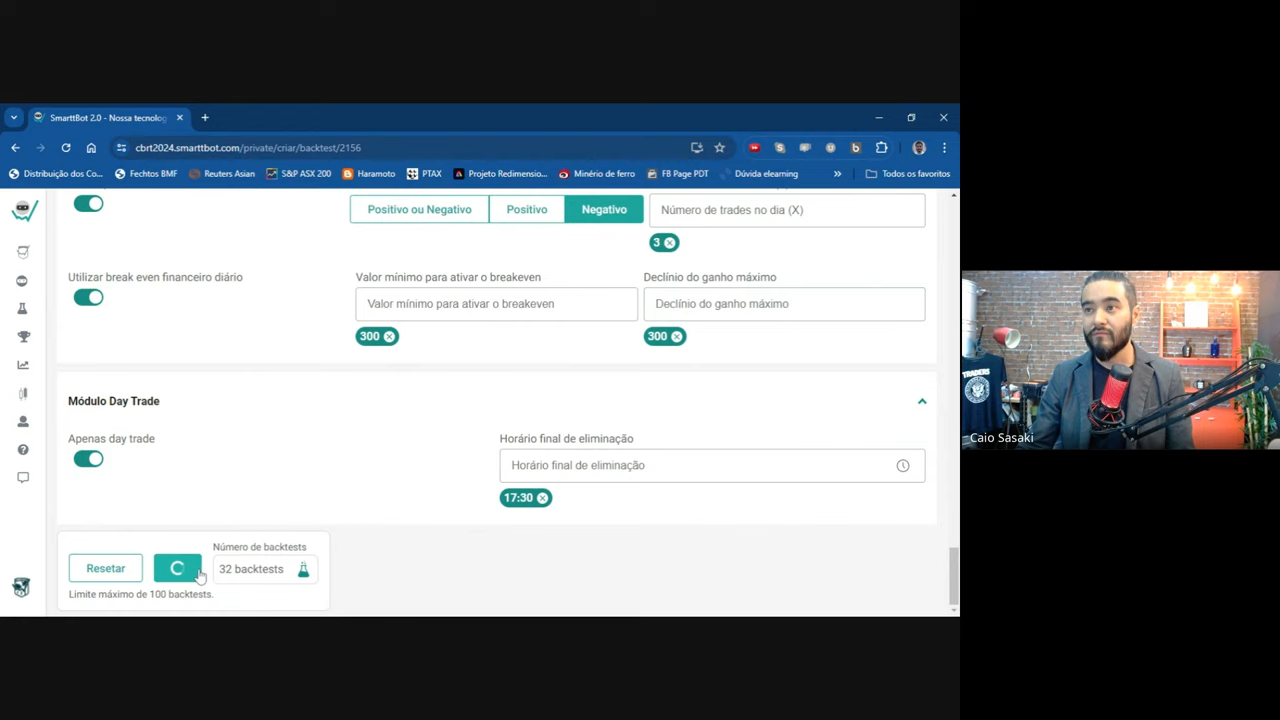 SmarttBot 2.0 - Nossa tecnolog
cbrt2024.smarttbot.com/private/criar/backtest/2156
Distribuição dos Co... Fechtos BMF Reuters Asian S&P ASX 200 Haramoto PTAX Projeto Redimensio... Minério de ferro FB Page PDT Dúvida elearning » Todos os favoritos
Positivo ou Negativo Positivo Negativo Número de trades no dia (X)
3
Utilizar break even financeiro diário Valor mínimo para ativar o breakeven Declínio do ganho máximo
Valor mínimo para ativar o breakeven Declínio do ganho máximo
300 300
Módulo Day Trade
Apenas day trade Horário final de eliminação
Horário final de eliminação
17:30
Número de backtests
Resetar 32 backtests
Limite máximo de 100 backtests.
TRADERS
Caio Sasaki